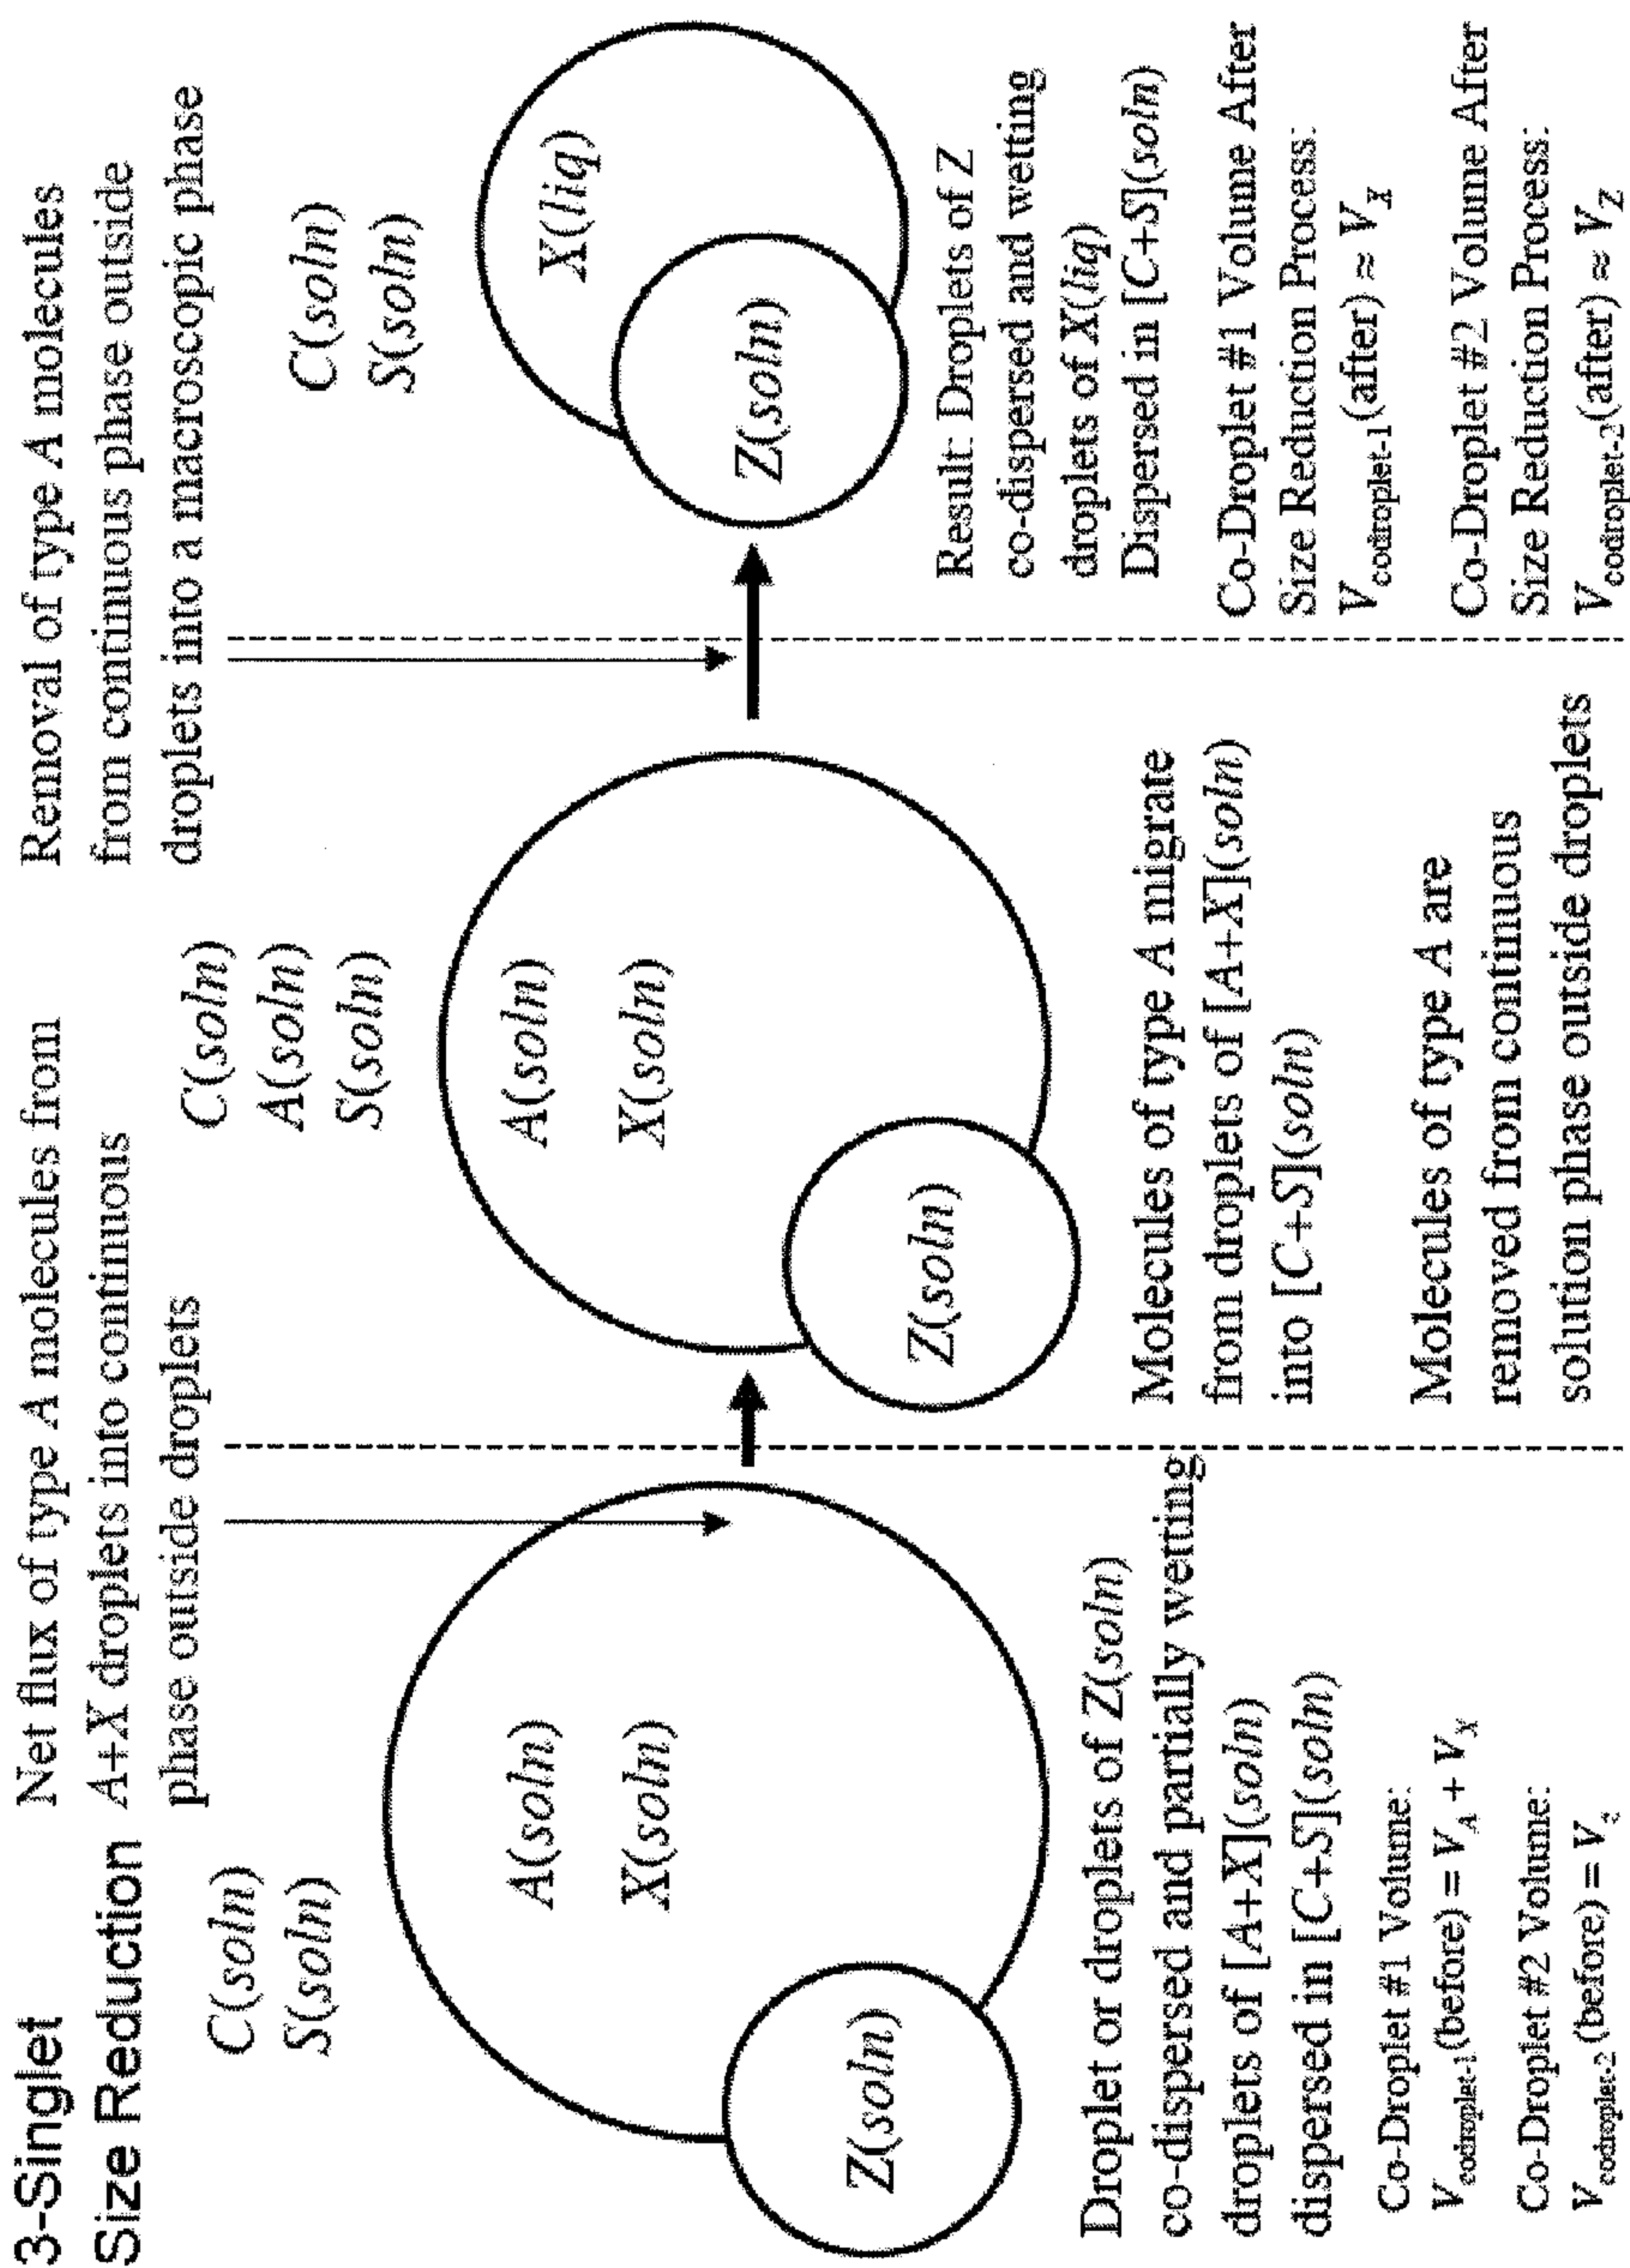 3-Singlet
Size Reduction
Net flux of type A molecules from
A+X droplets into continuous
phase outside droplets
Removal of type A molecules
from continuous phase outside
droplets into a macroscopic phase
C(soln)
S(soln)
A(soln)
X(soln)
Z(soln)
Droplet or droplets of Z(soln)
co-dispersed and partially wetting
droplets of [A+X](soln)
dispersed in [C+S](soln)
Co-Droplet #1 Volume:
Vcodroplet-1(before) = VA + VX
Co-Droplet #2 Volume:
Vcodroplet-2 (before) =
C(soln)
A(soln)
S(soln)
A(soln)
X(soln)
Z(soln)
Molecules of type A migrate
from droplets of [A+X](soln)
into [C+S](soln)
Molecules of type A are
removed from continuous
solution phase outside droplets
C(soln)
S(soln)
X(liq)
Z(soln)
Result: Droplets of Z
co-dispersed and wetting
droplets of X(liq)
Dispersed in [C+S](soln)
Co-Droplet #1 Volume After
Size Reduction Process:
Vcodroplet-1(after) ≈ VX
Co-Droplet #2 Volume After
Size Reduction Process:
Vcodroplet-2(after) ≈ VZ